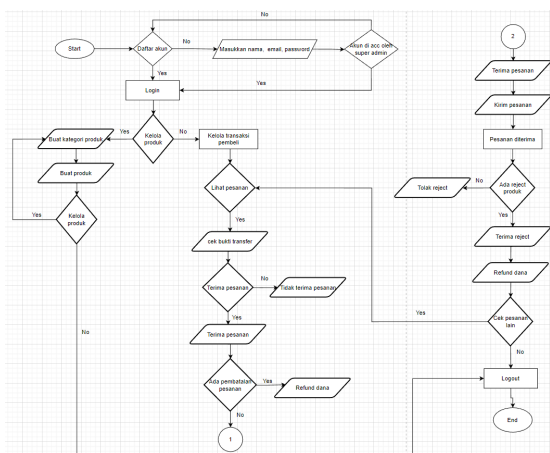 No
Start
Daftar akun
No
Masukkan nama, email, password
Akun di acc oleh
super admin
Yes
Yes
Login
Kelola
produk
Yes
No
Buat kategori produk
Kelola transaksi
pembeli
Buat produk
Lihat pesanan
Kelola
produk
Yes
Yes
cek bukti transfer
No
Terima pesanan
Tidak terima pesanan
Yes
No
Terima pesanan
Ada pembatalan
pesanan
Yes
Refund dana
No
1
2
Terima pesanan
Kirim pesanan
Pesanan diterima
No
Ada reject
produk
Tolak reject
Yes
Terima reject
Refund dana
Yes
Cek pesanan
lain
No
Logout
End